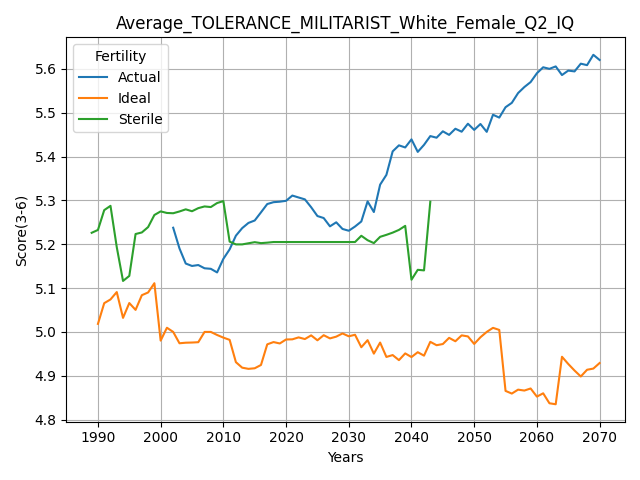 Average_TOLERANCE_MILITARIST_White_Female_Q2_IQ
Fertility
Actual
Ideal
Sterile
Score(3-6)
5.6
5.5
5.4
5.3
5.2
5.1
5.0
4.9
4.8
1990 2000 2010 2020 2030 2040 2050 2060 2070
Years